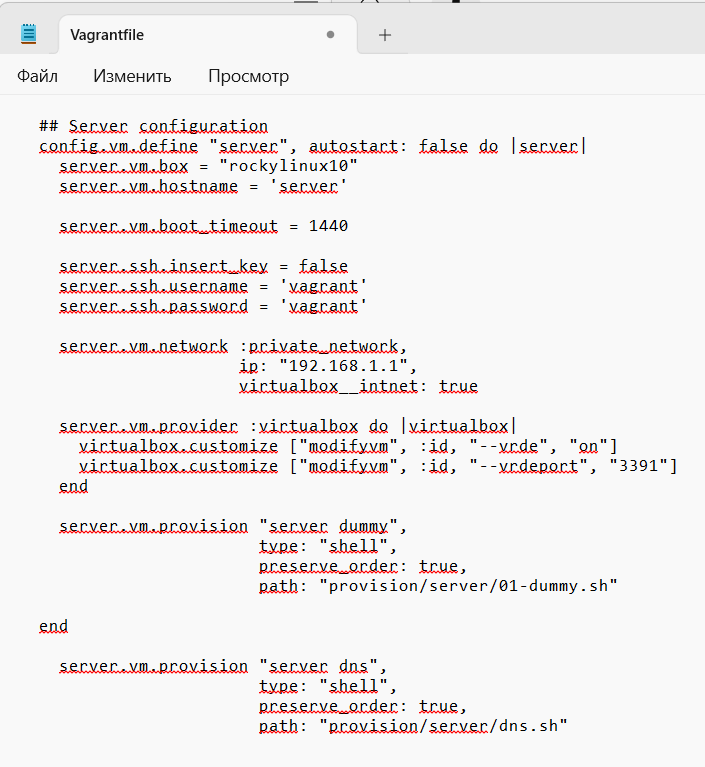 Vagrantfile
Файл Изменить Просмотр
## Server configuration
config.vm.define "server", autostart: false do |server|
  server.vm.box = "rockylinux10"
  server.vm.hostname = 'server'

  server.vm.boot_timeout = 1440

  server.ssh.insert_key = false
  server.ssh.username = 'vagrant'
  server.ssh.password = 'vagrant'

  server.vm.network :private_network,
                    ip: "192.168.1.1",
                    virtualbox__intnet: true

  server.vm.provider :virtualbox do |virtualbox|
    virtualbox.customize ["modifyvm", :id, "--vrde", "on"]
    virtualbox.customize ["modifyvm", :id, "--vrdeport", "3391"]
  end

  server.vm.provision "server dummy",
                      type: "shell",
                      preserve_order: true,
                      path: "provision/server/01-dummy.sh"

end

  server.vm.provision "server dns",
                      type: "shell",
                      preserve_order: true,
                      path: "provision/server/dns.sh"